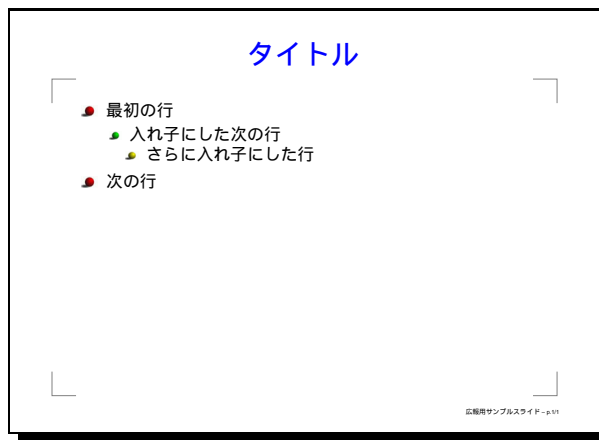 タイトル
最初の行
入れ子にした次の行
さらに入れ子にした行
次の行
広報用サンプルスライド – p.1/1